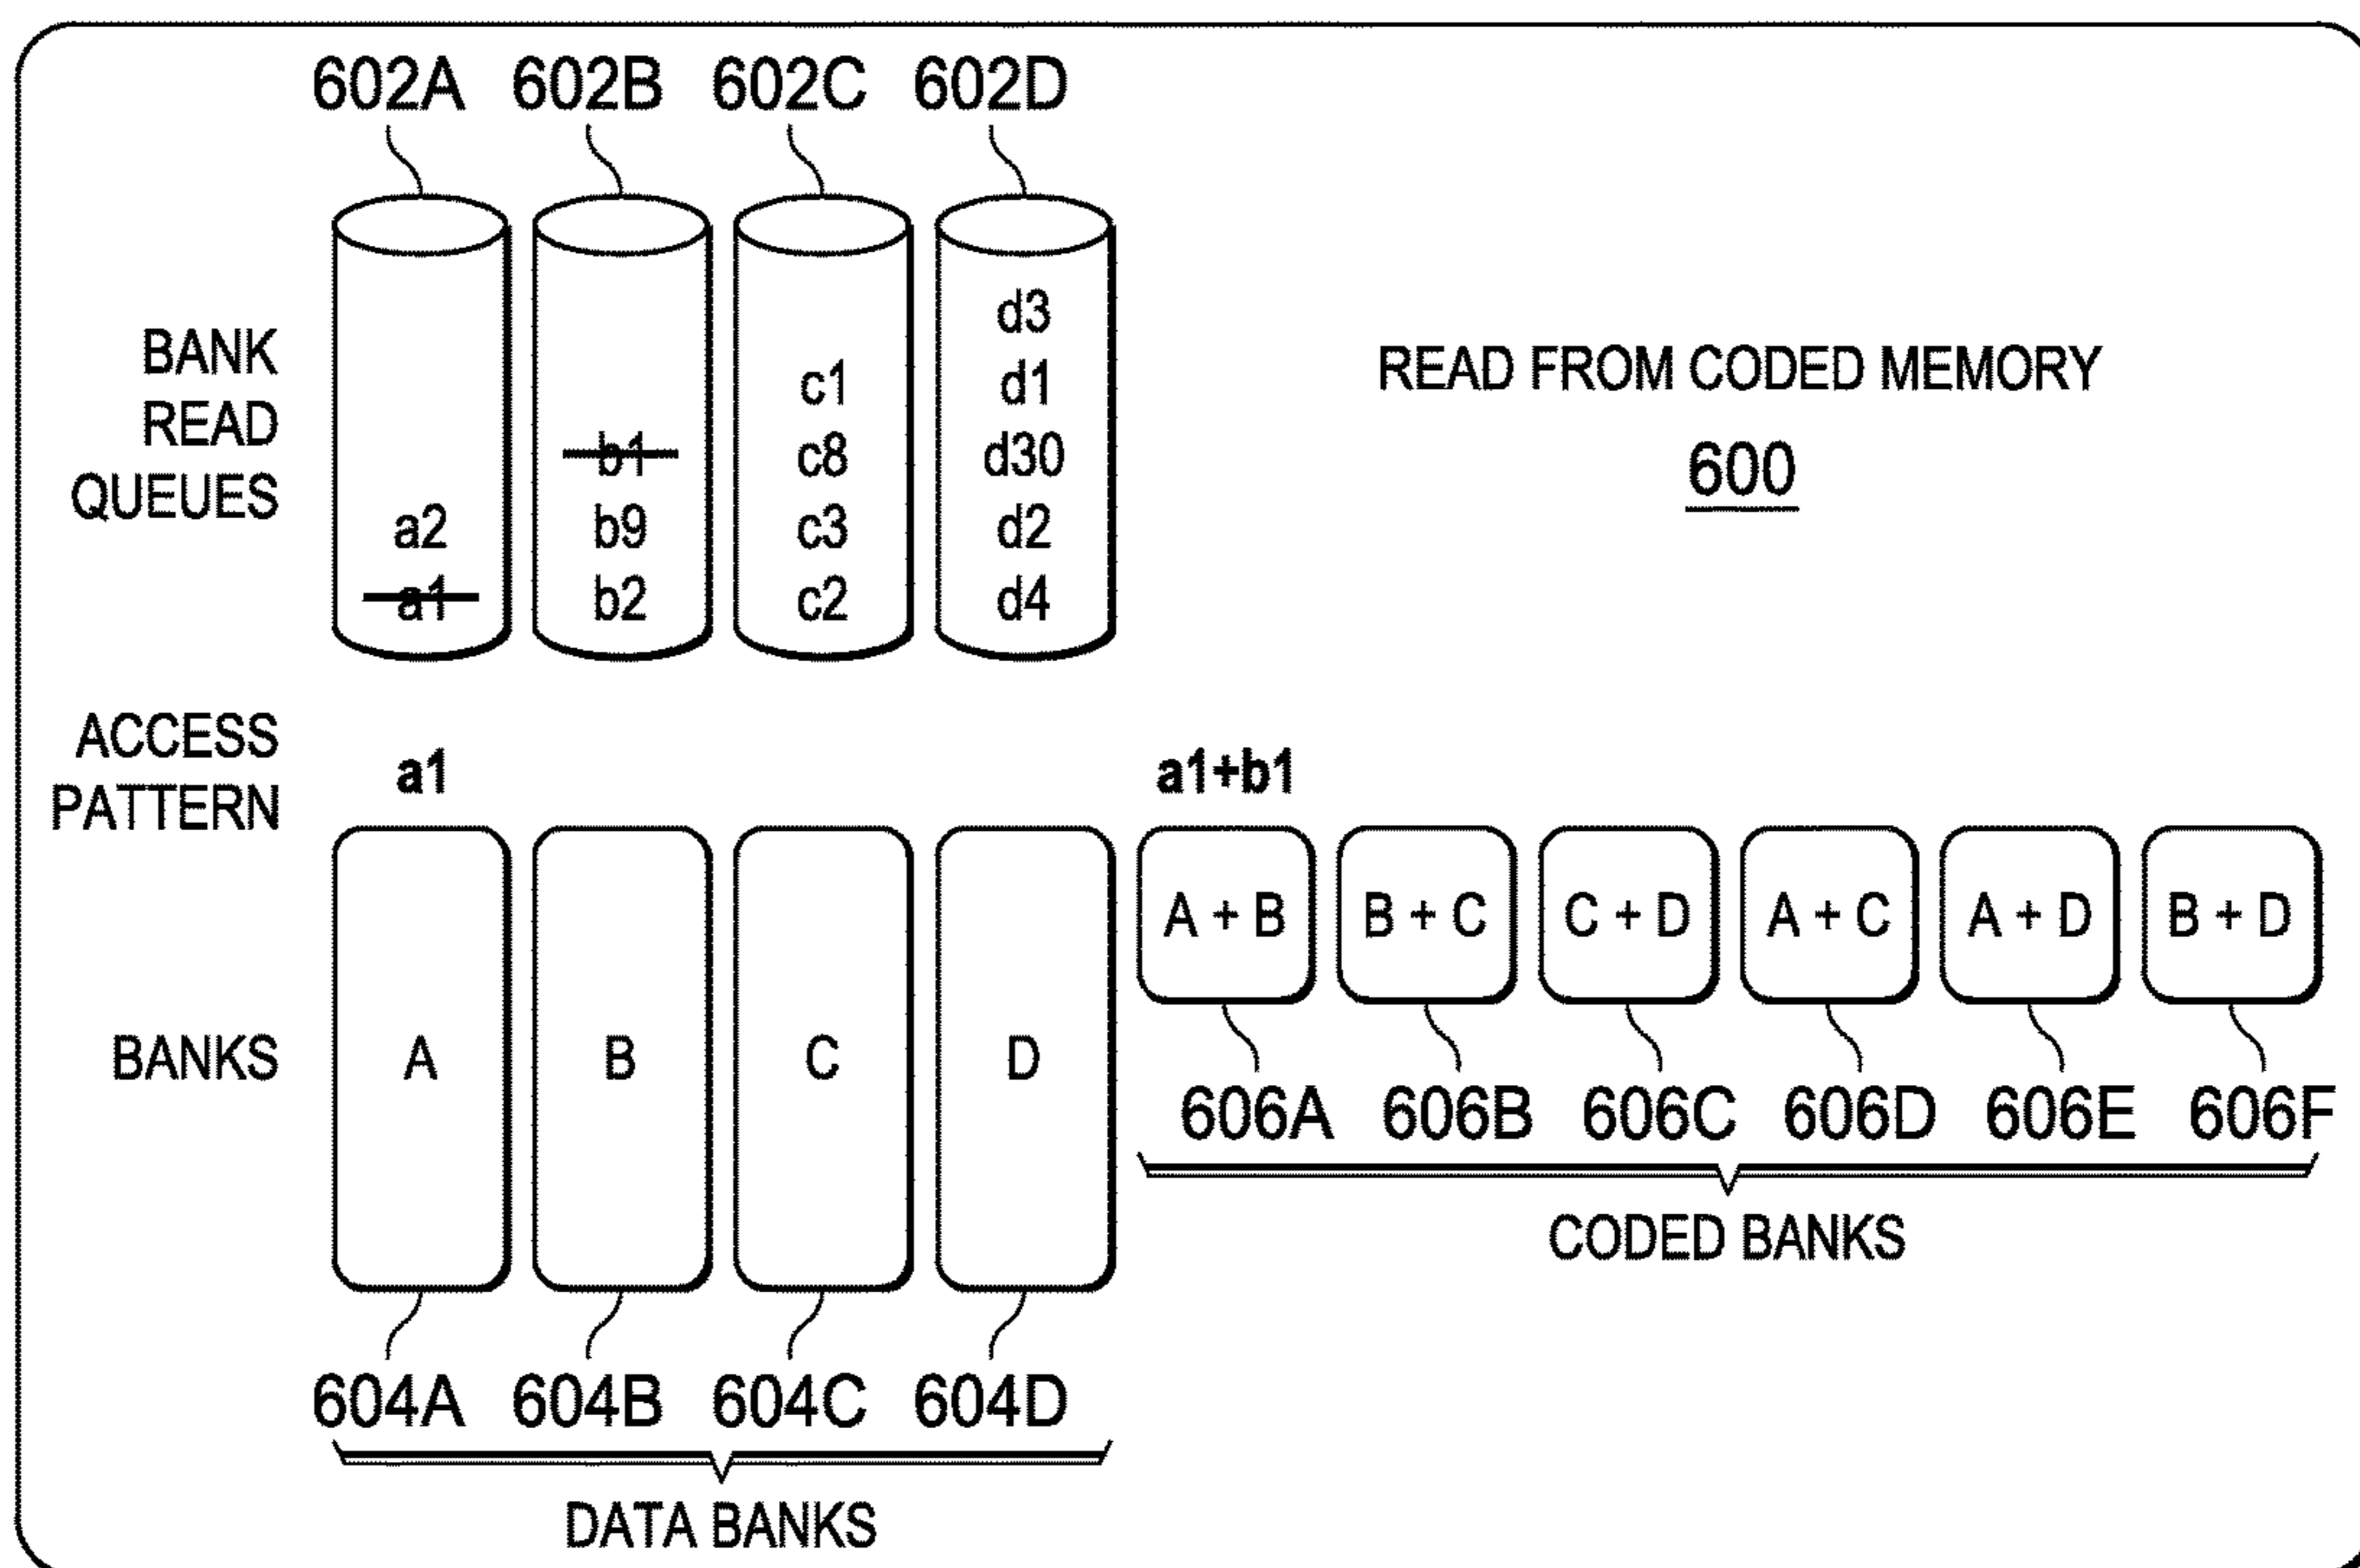 602A 602B 602C 602D
d3
BANK c1 d1 READ FROM CODED MEMORY
READ b1 c8 d30 600
QUEUES a2 b9 c3 d2
a1 b2 c2 d4
ACCESS
PATTERN a1 a1+b1
A + B B + C C + D A + C A + D B + D
BANKS A B C D
606A 606B 606C 606D 606E 606F
CODED BANKS
604A 604B 604C 604D
DATA BANKS